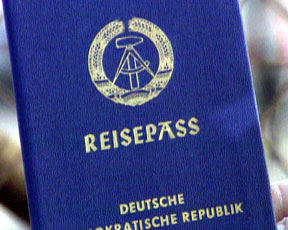 REISEPASS
DEUTSCHE
OKRATISCHE REPUBLIK